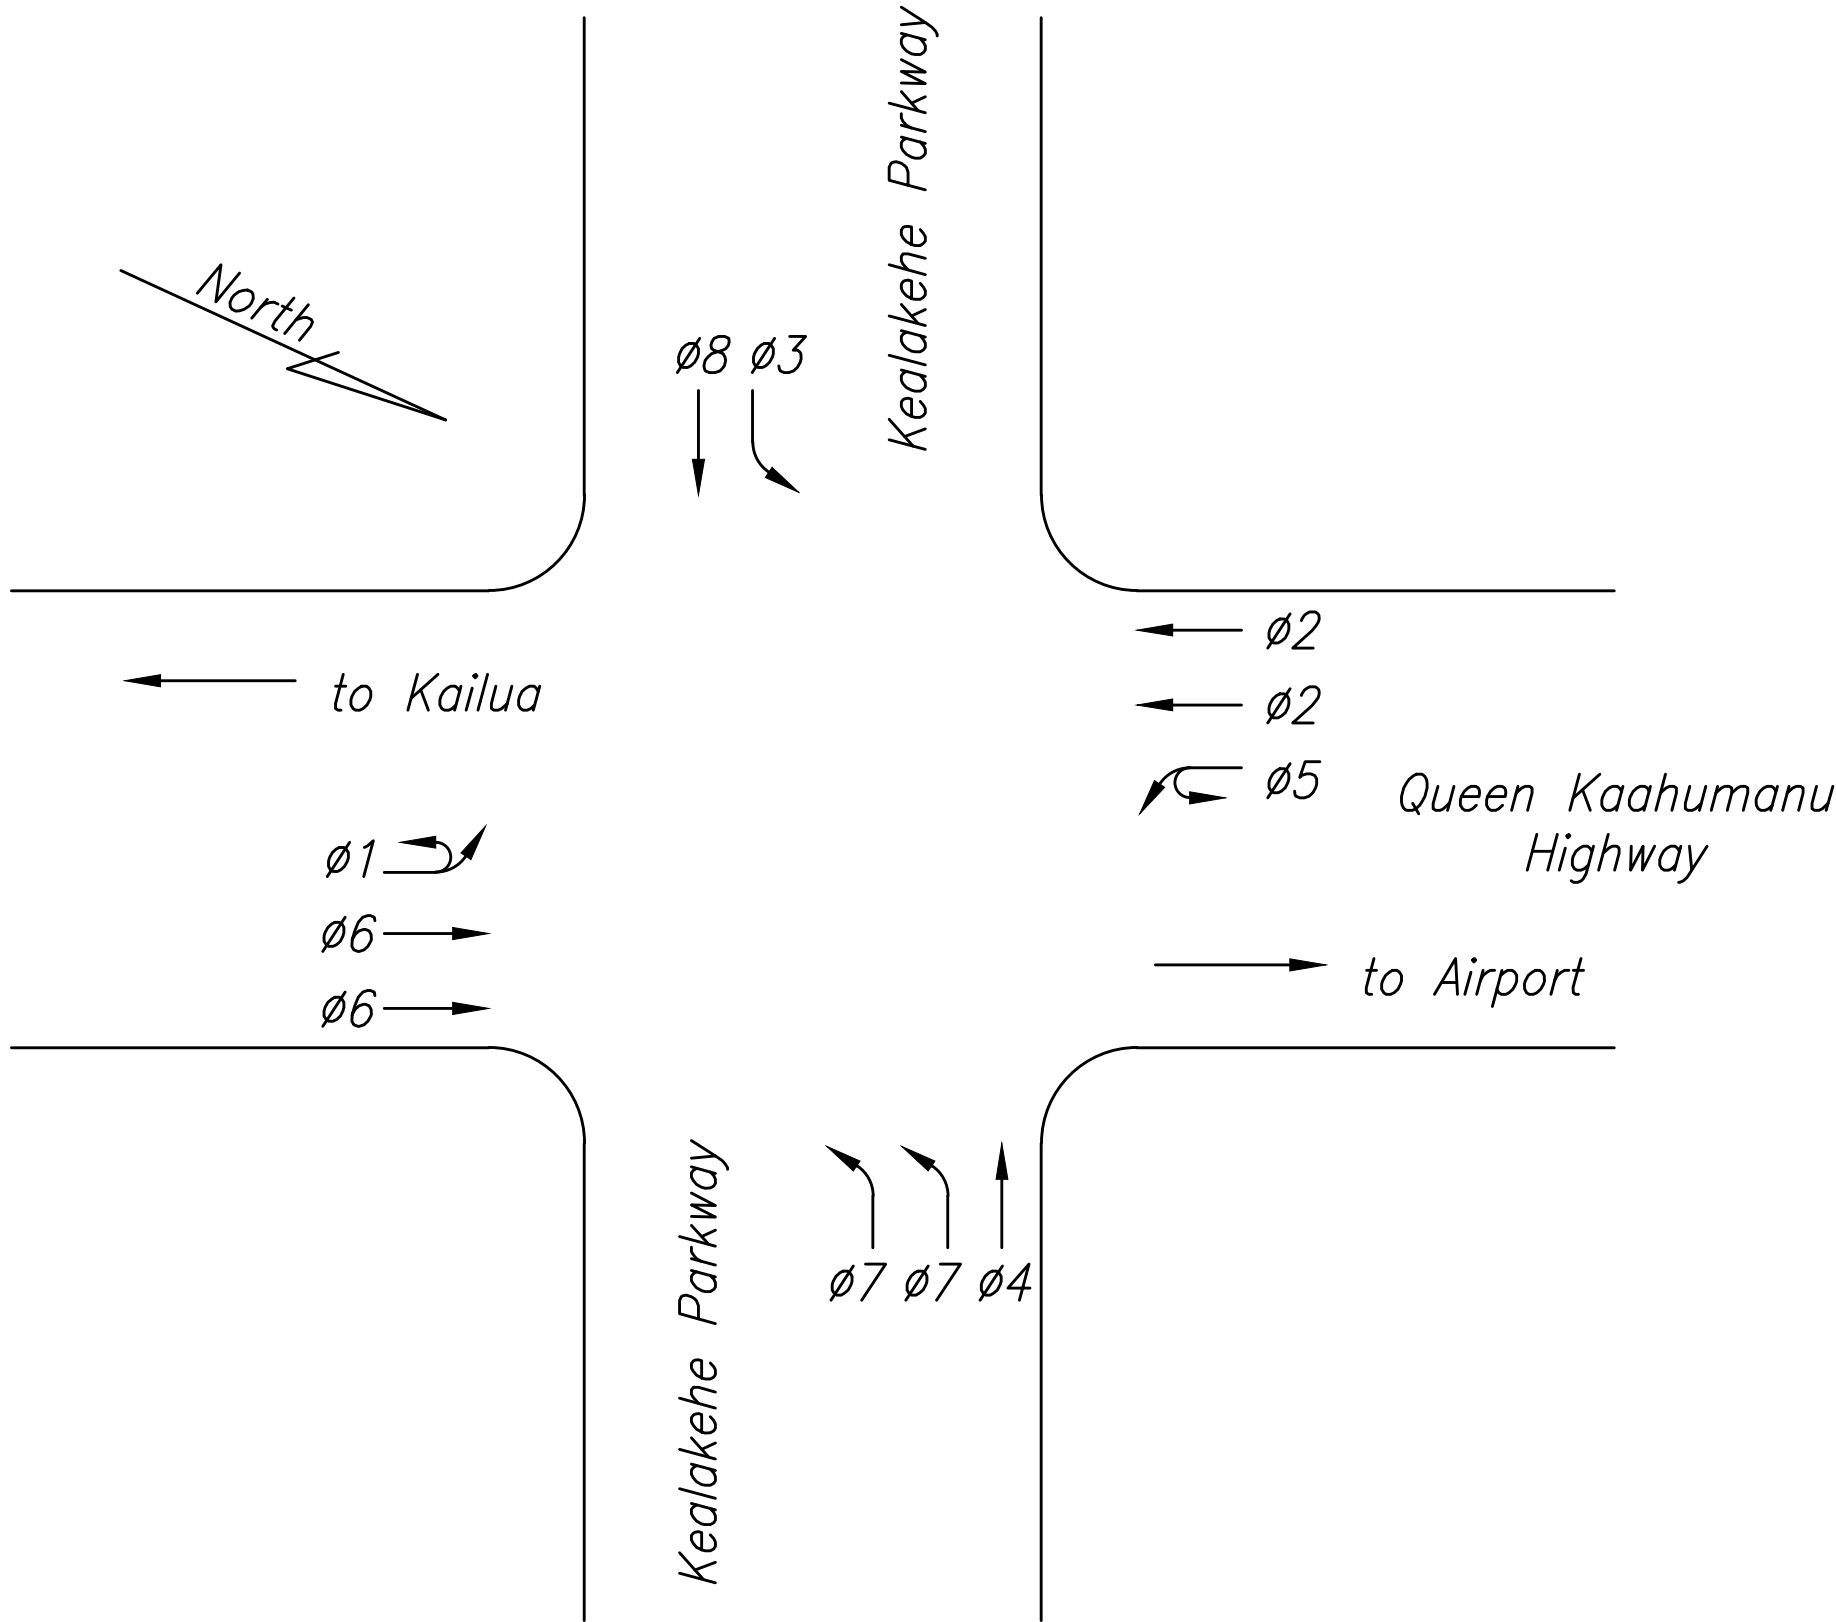 Kealakehe Parkway
North
ø8 ø3
ø2
to Kailua
ø2
ø5
Queen Kaahumanu
Highway
ø1
ø6
to Airport
ø6
ø7 ø7 ø4
Kealakehe Parkway